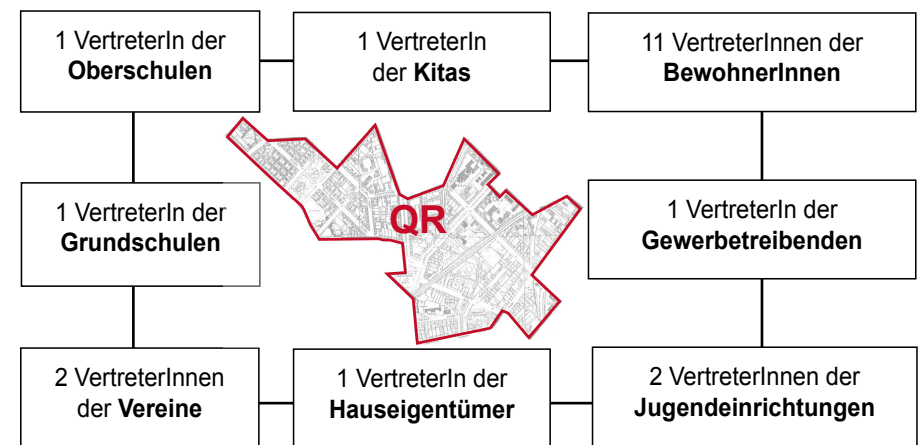 1 VertreterIn der
Oberschulen
1 VertreterIn
der Kitas
11 VertreterInnen der
BewohnerInnen
1 VertreterIn der
Grundschulen
QR
1 VertreterIn der
Gewerbetreibenden
2 VertreterInnen
der Vereine
1 VertreterIn der
Hauseigentümer
2 VertreterInnen der
Jugendeinrichtungen